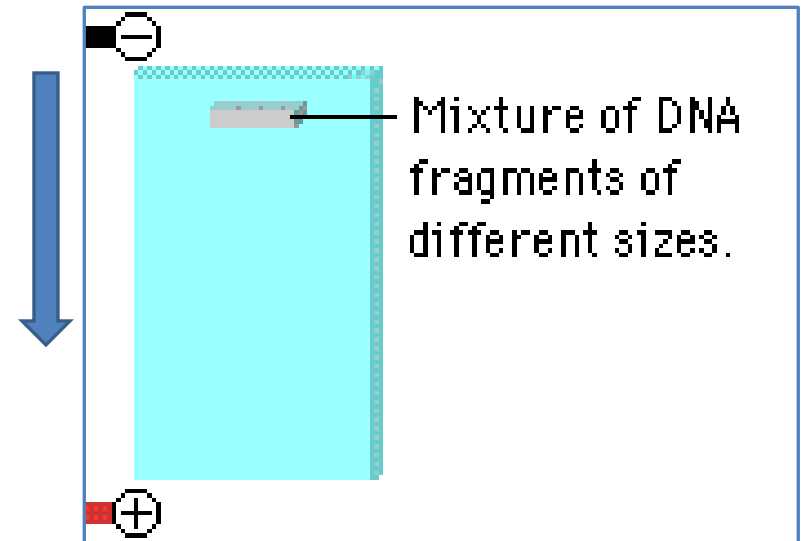 −
Mixture of DNA
fragments of
different sizes.
+